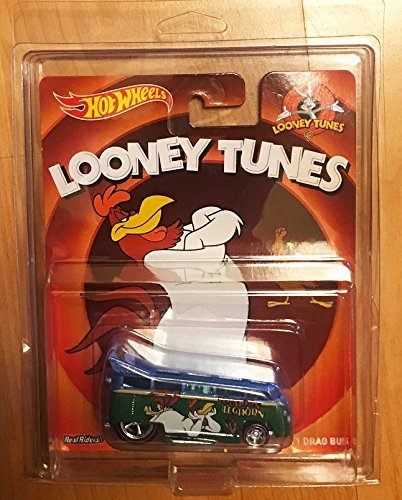 Hot Wheels
LOONEY TUNES
LOONEY TUNES
LEGHORN
Real Riders
DRAG BUS